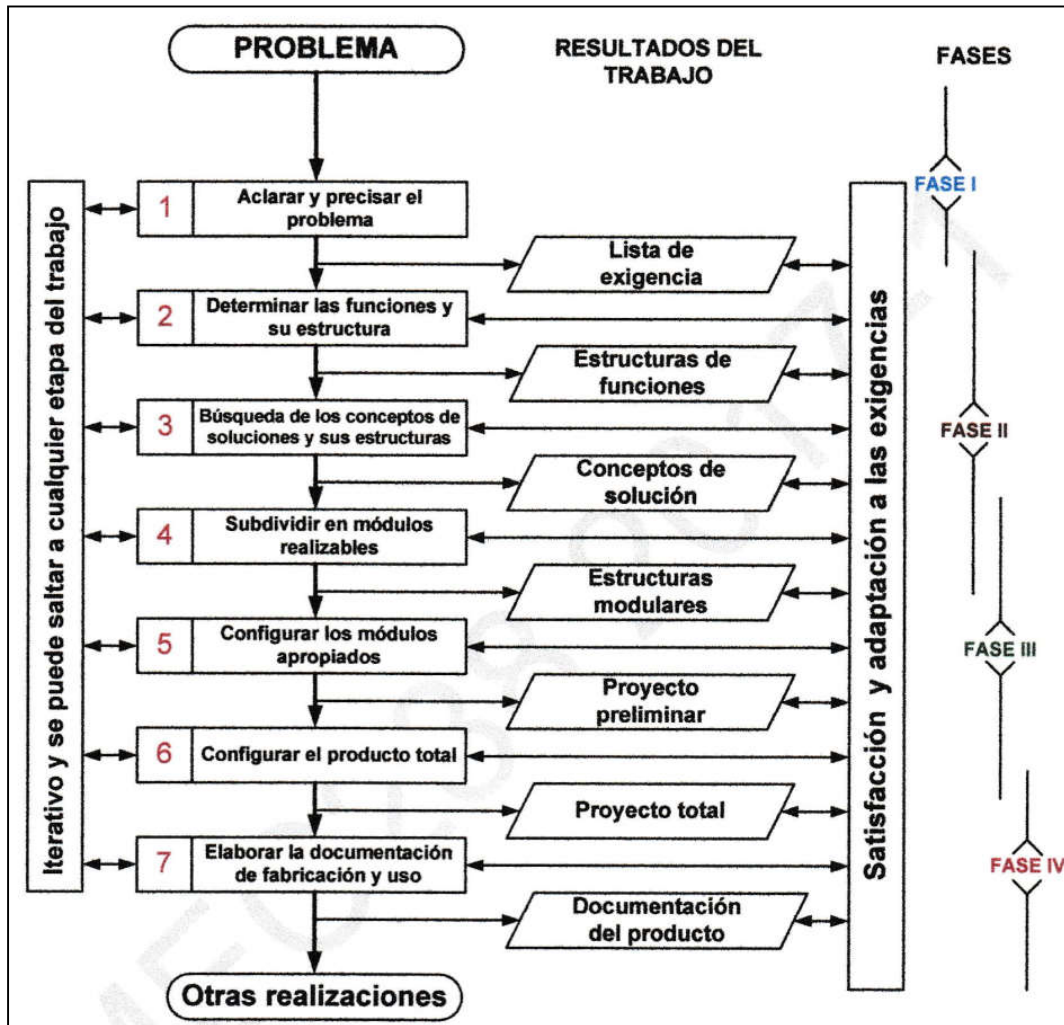 PROBLEMA
RESULTADOS DEL
TRABAJO
FASES
Iterativo y se puede saltar a cualquier etapa del trabajo
1
Aclarar y precisar el
problema
Lista de
exigencia
2
Determinar las funciones y
su estructura
Estructuras de
funciones
3
Búsqueda de los conceptos de
soluciones y sus estructuras
Conceptos de
solución
4
Subdividir en módulos
realizables
Estructuras
modulares
5
Configurar los módulos
apropiados
Proyecto
preliminar
6
Configurar el producto total
Proyecto total
7
Elaborar la documentación
de fabricación y uso
Documentación
del producto
Otras realizaciones
Satisfacción y adaptación a las exigencias
FASE I
FASE II
FASE III
FASE IV